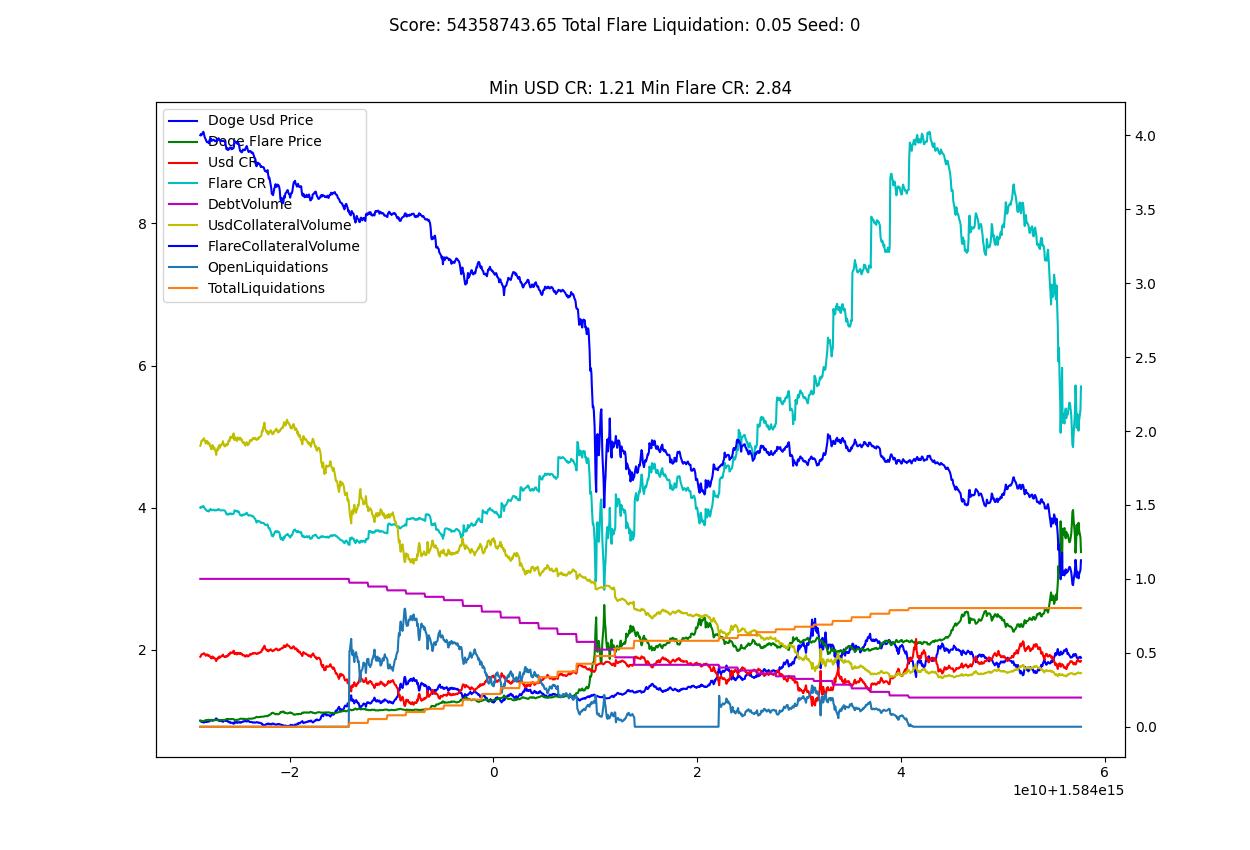 Score: 54358743.65 Total Flare Liquidation: 0.05 Seed: 0
Min USD CR: 1.21 Min Flare CR: 2.84
Doge Usd Price
Doge Flare Price
Usd CR
Flare CR
DebtVolume
UsdCollateralVolume
FlareCollateralVolume
OpenLiquidations
TotalLiquidations
8
6
4
2
4.0
3.5
3.0
2.5
2.0
1.5
1.0
0.5
0.0
−2
0
2
4
6
1e10+1.584e15